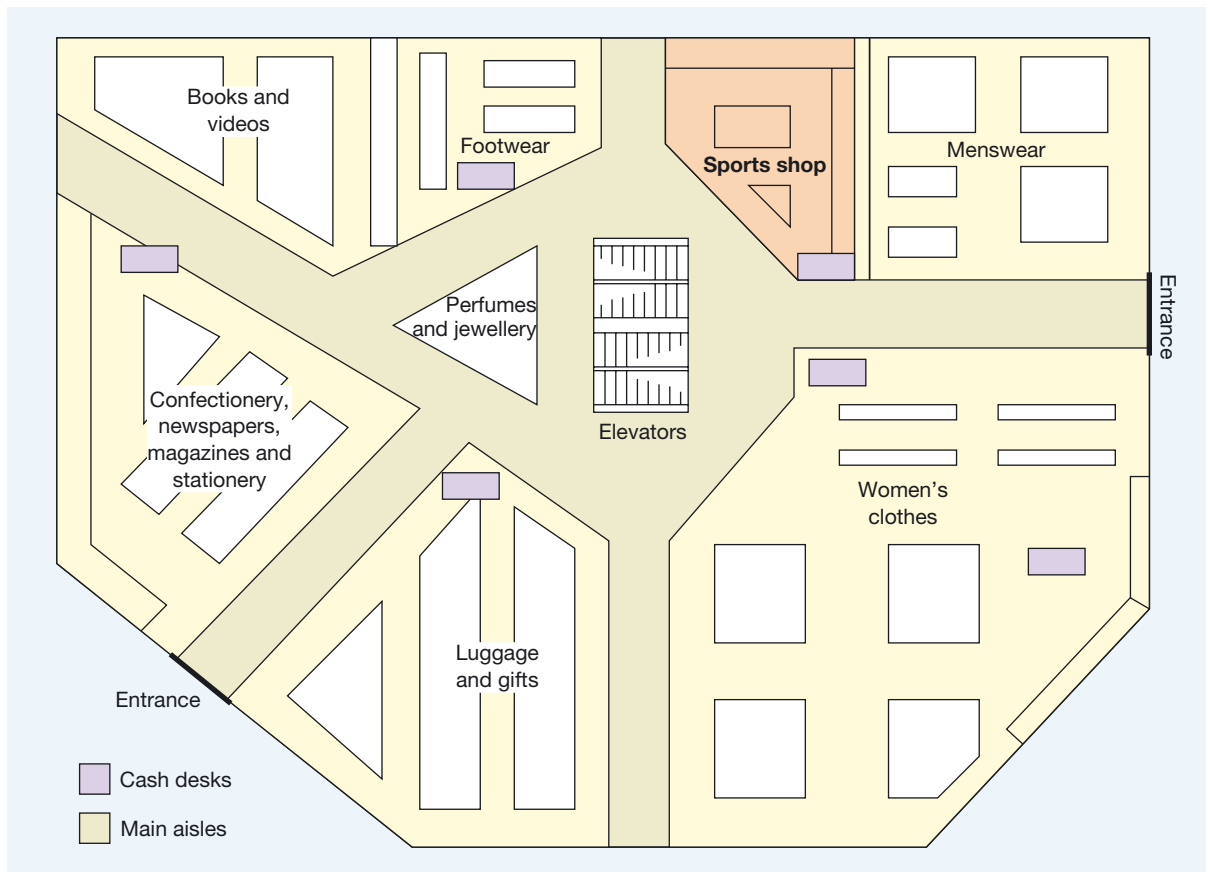 Books and
videos
Footwear
Sports shop
Menswear
Entrance
Perfumes
and jewellery
Elevators
Confectionery,
newspapers,
magazines and
stationery
Women’s
clothes
Luggage
and gifts
Entrance
Cash desks
Main aisles